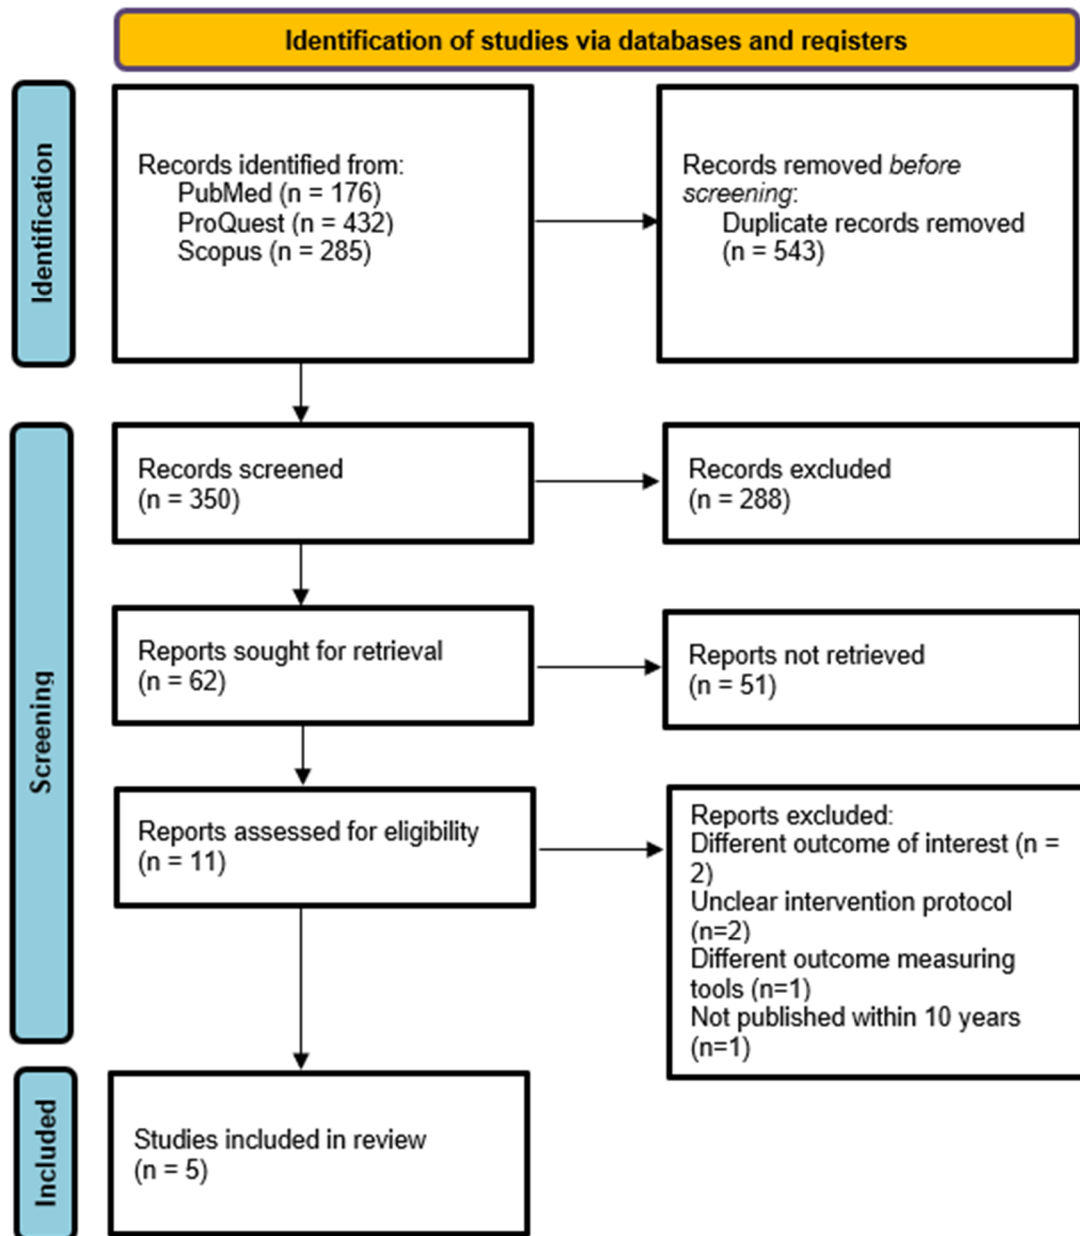 Identification of studies via databases and registers
Identification
Records identified from:
PubMed (n = 176)
ProQuest (n = 432)
Scopus (n = 285)
Records removed before
screening:
Duplicate records removed
(n = 543)
Screening
Records screened
(n = 350)
Records excluded
(n = 288)
Reports sought for retrieval
(n = 62)
Reports not retrieved
(n = 51)
Reports assessed for eligibility
(n = 11)
Reports excluded:
Different outcome of interest (n =
2)
Unclear intervention protocol
(n=2)
Different outcome measuring
tools (n=1)
Not published within 10 years
(n=1)
Included
Studies included in review
(n = 5)